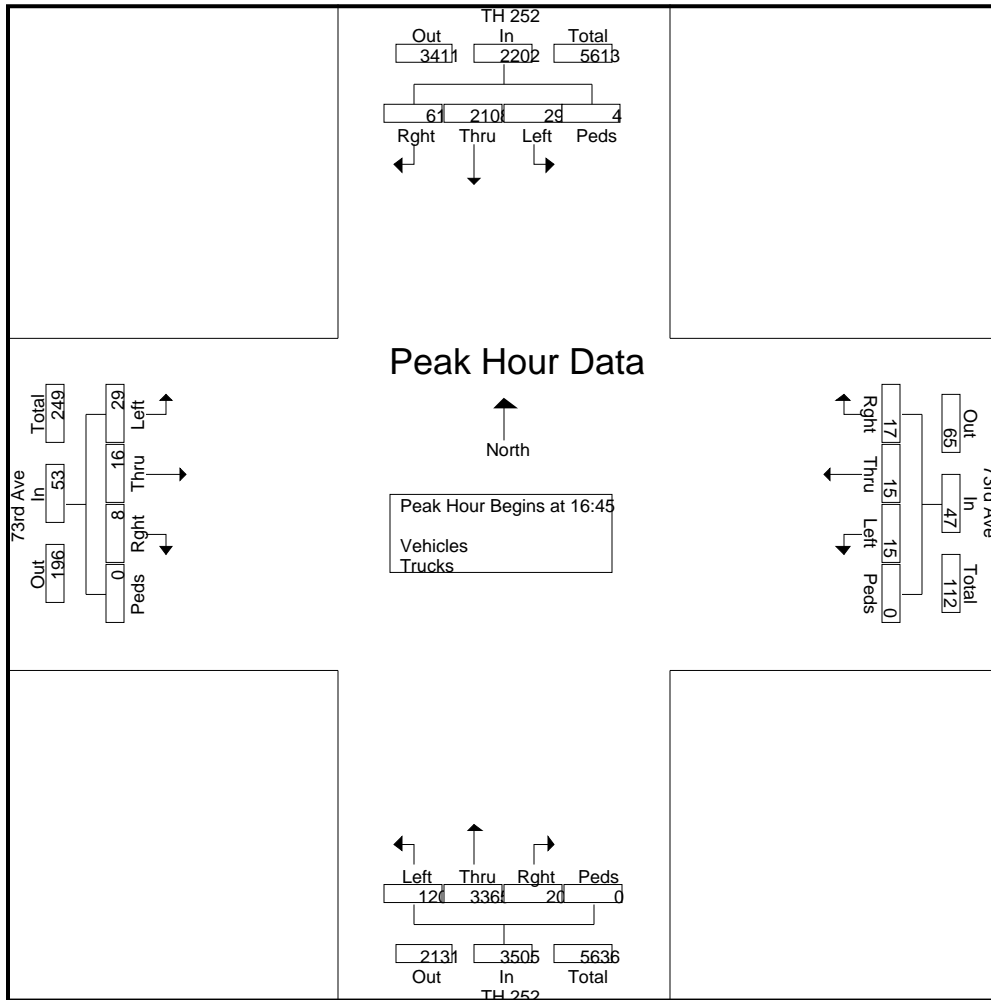 TH 252
Out In Total
3411 2202 5613
61 2108 29 4
Rght Thru Left Peds
Peak Hour Data
North
Peak Hour Begins at 16:45
Vehicles
Trucks
73rd Ave
Out In Total
196 53 249
Left Thru Rght Peds
29 16 8 0
73rd Ave
Out In Total
65 47 112
Rght Thru Left Peds
17 15 15 0
Left Thru Rght Peds
120 3365 20 0
2131 3505 5636
Out In Total
TH 252